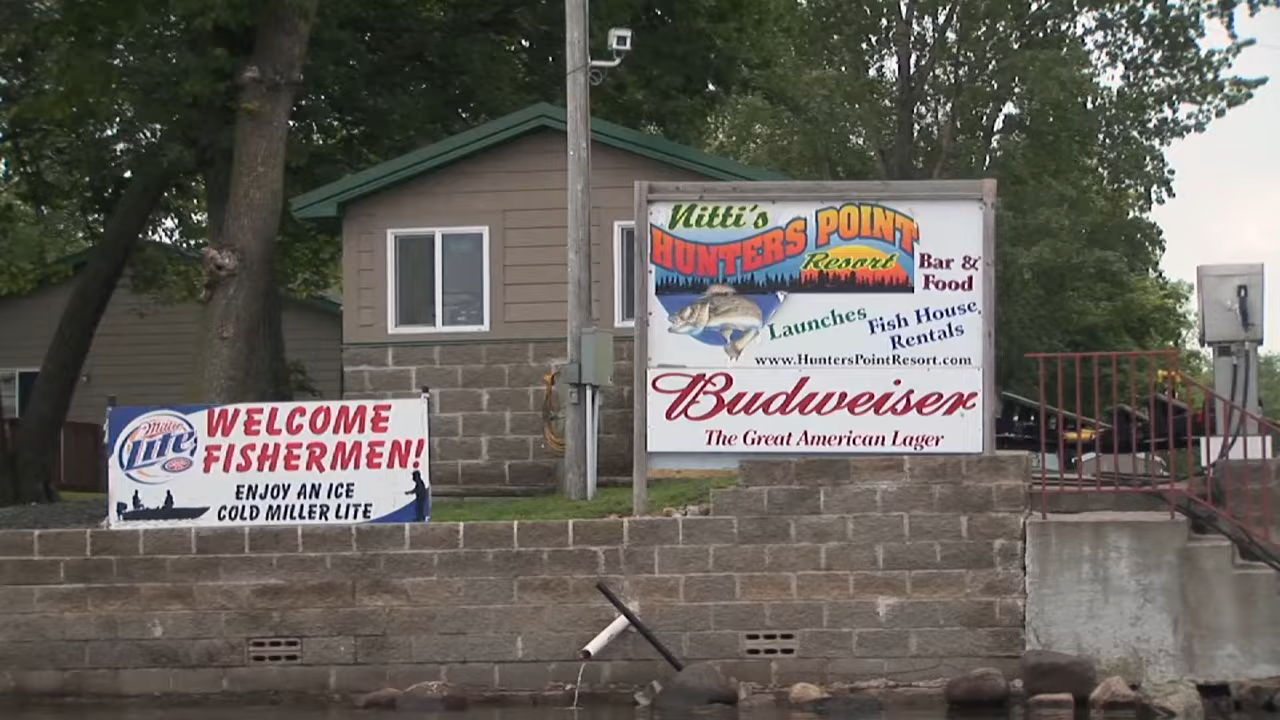 Miller
Lite
WELCOME
FISHERMEN!
ENJOY AN ICE
COLD MILLER LITE
Nitti's
HUNTERS POINT
Resort
Bar &
Food
Launches
Fish House
Rentals
www.HuntersPointResort.com
Budweiser
The Great American Lager